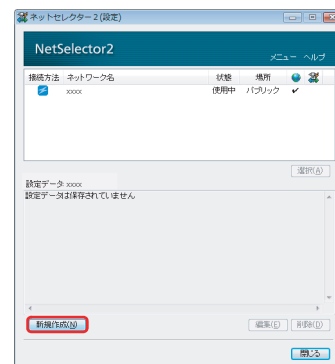 ネットセレクター2(設定)
NetSelector2
メニュー ヘルプ
接続方法 ネットワーク名 状態 場所
xxxx 使用中 パブリック ✔
選択(A)
設定データ:xxxx
設定データは保存されていません
新規作成(N) 編集(E) 削除(D)
閉じる